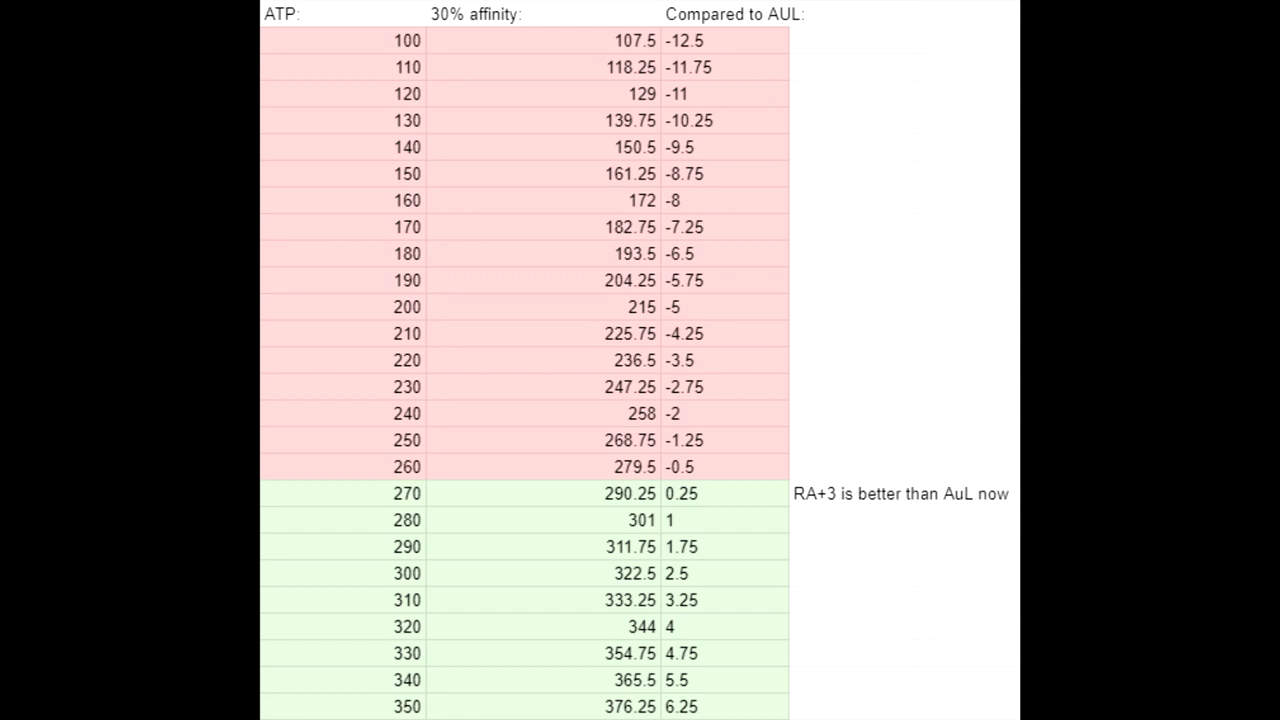 ATP: 30% affinity: Compared to AUL:
100 107.5 -12.5
110 118.25 -11.75
120 129 -11
130 139.75 -10.25
140 150.5 -9.5
150 161.25 -8.75
160 172 -8
170 182.75 -7.25
180 193.5 -6.5
190 204.25 -5.75
200 215 -5
210 225.75 -4.25
220 236.5 -3.5
230 247.25 -2.75
240 258 -2
250 268.75 -1.25
260 279.5 -0.5
270 290.25 0.25 RA+3 is better than AuL now
280 301 1
290 311.75 1.75
300 322.5 2.5
310 333.25 3.25
320 344 4
330 354.75 4.75
340 365.5 5.5
350 376.25 6.25